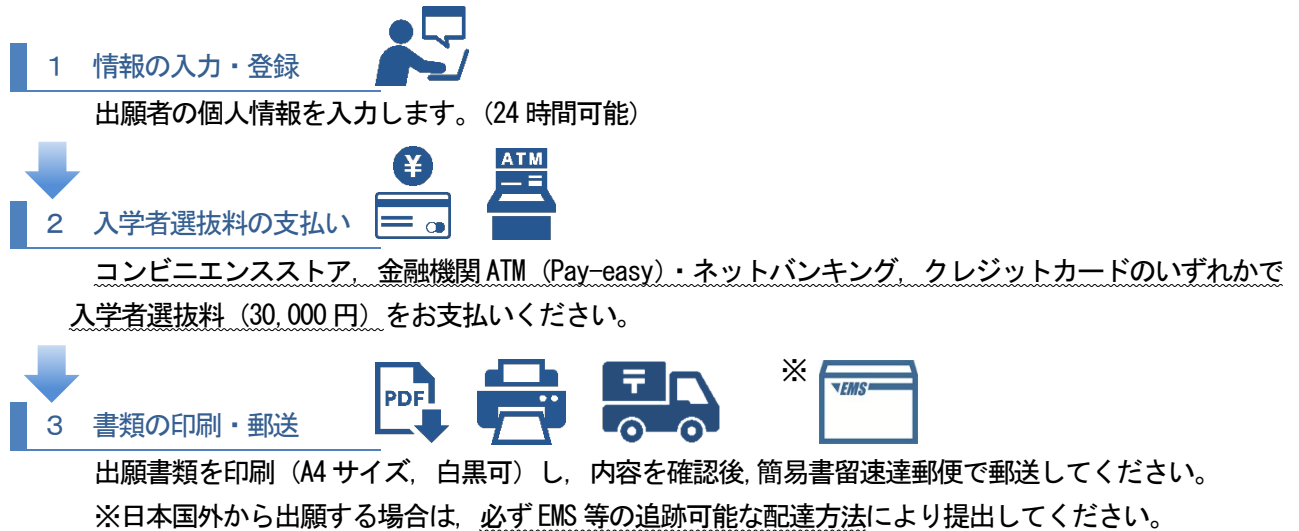 1 情報の入力・登録
出願者の個人情報を入力します。(24 時間可能)
¥
ATM
2 入学者選抜料の支払い
コンビニエンスストア, 金融機関 ATM (Pay-easy)・ネットバンキング, クレジットカードのいずれかで
入学者選抜料 (30,000 円) をお支払いください。
PDF
〒
※
EMS
3 書類の印刷・郵送
出願書類を印刷 (A4 サイズ, 白黒可) し, 内容を確認後, 簡易書留速達郵便で郵送してください。
※日本国外から出願する場合は, 必ず EMS 等の追跡可能な配達方法により提出してください。